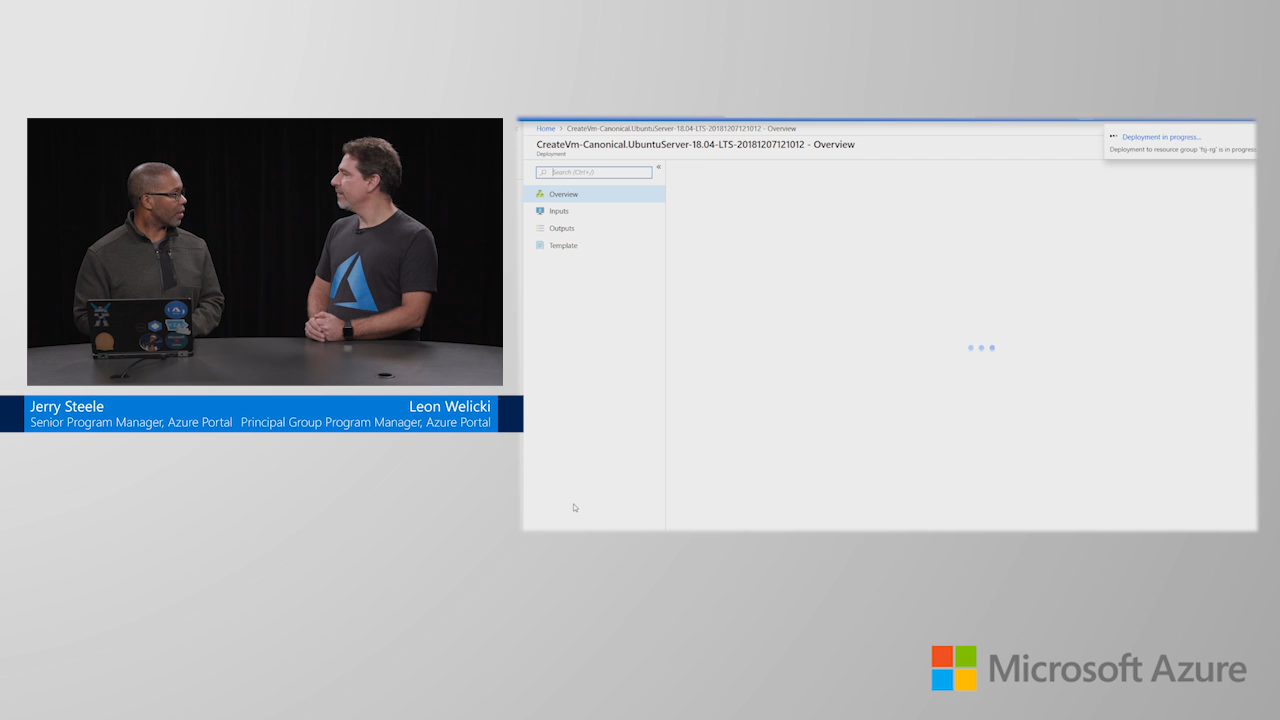 Home > CreateVm-Canonical.UbuntuServer-18.04-LTS-20181207121012 - Overview
CreateVm-Canonical.UbuntuServer-18.04-LTS-20181207121012 - Overview
Deployment
Search (Ctrl+/)
«
Overview
Inputs
Outputs
Template
Deployment in progress...
Deployment to resource group 'tsj-rg' is in progress
Jerry Steele
Senior Program Manager, Azure Portal
Leon Welicki
Principal Group Program Manager, Azure Portal
Microsoft Azure